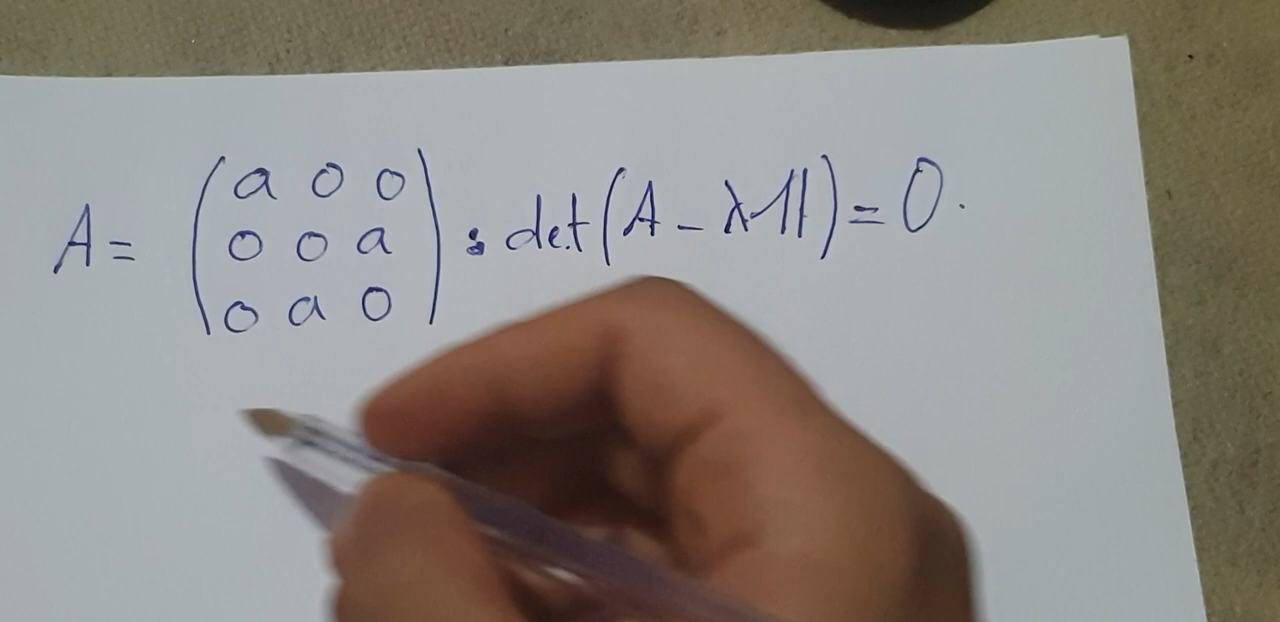 A = (a 0 0
0 0 a
0 a 0) : det(A - λ𝟙) = 0.